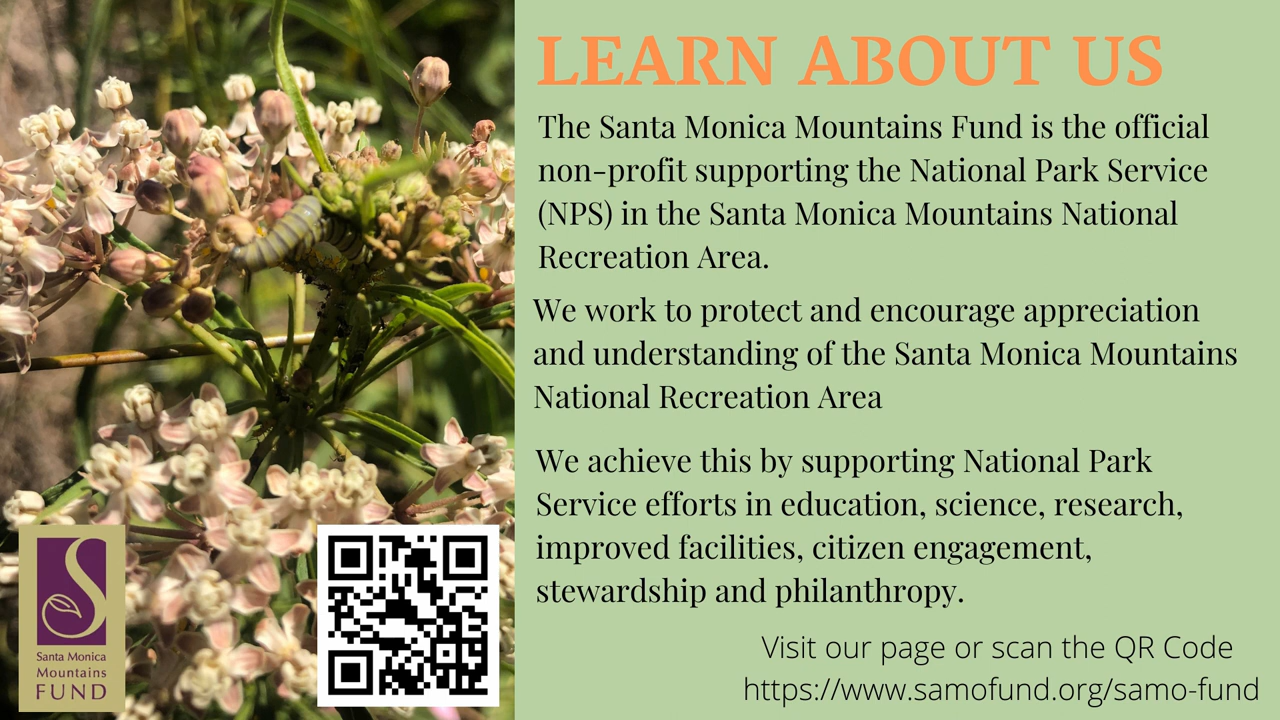 LEARN ABOUT US
The Santa Monica Mountains Fund is the official
non-profit supporting the National Park Service
(NPS) in the Santa Monica Mountains National
Recreation Area.
We work to protect and encourage appreciation
and understanding of the Santa Monica Mountains
National Recreation Area
We achieve this by supporting National Park
Service efforts in education, science, research,
improved facilities, citizen engagement,
stewardship and philanthropy.
Visit our page or scan the QR Code
https://www.samofund.org/samo-fund
Santa Monica
Mountains
FUND